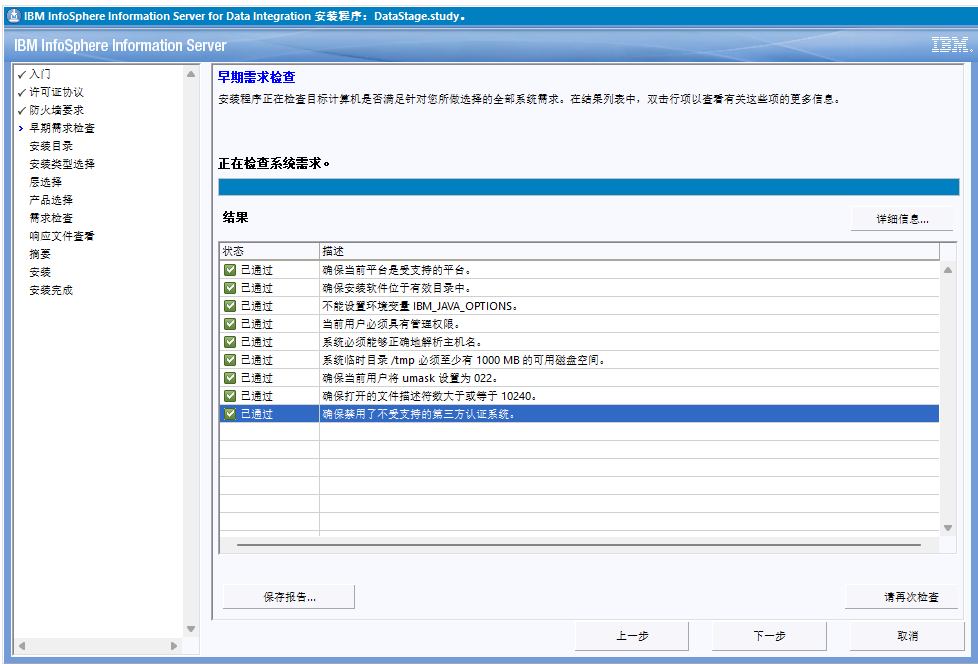 IBM InfoSphere Information Server for Data Integration 安装程序：DataStage.study。
IBM InfoSphere Information Server
IBM.
入门
许可证协议
防火墙要求
早期需求检查
安装目录
安装类型选择
层选择
产品选择
需求检查
响应文件查看
摘要
安装
安装完成
早期需求检查
安装程序正在检查目标计算机是否满足针对您所做选择的全部系统需求。在结果列表中，双击行项以查看有关这些项的更多信息。
正在检查系统需求。
结果
详细信息...
状态 描述
已通过 确保当前平台是受支持的平台。
已通过 确保安装软件位于有效目录中。
已通过 不能设置环境变量 IBM_JAVA_OPTIONS。
已通过 当前用户必须具有管理权限。
已通过 系统必须能够正确地解析主机名。
已通过 系统临时目录 /tmp 必须至少有 1000 MB 的可用磁盘空间。
已通过 确保当前用户将 umask 设置为 022。
已通过 确保打开的文件描述符数大于或等于 10240。
已通过 确保禁用了不受支持的第三方认证系统。
保存报告...
请再次检查
上一步
下一步
取消